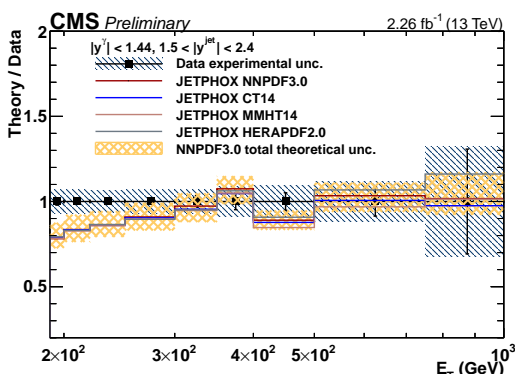 CMS Preliminary 2.26 fb⁻¹ (13 TeV)
|y^γ| < 1.44, 1.5 < |y^jet| < 2.4
Data experimental unc.
JETPHOX NNPDF3.0
JETPHOX CT14
JETPHOX MMHT14
JETPHOX HERAPDF2.0
NNPDF3.0 total theoretical unc.
Theory / Data
2
1.5
1
0.5
2×10² 3×10² 4×10² 5×10² 10³
E_T (GeV)